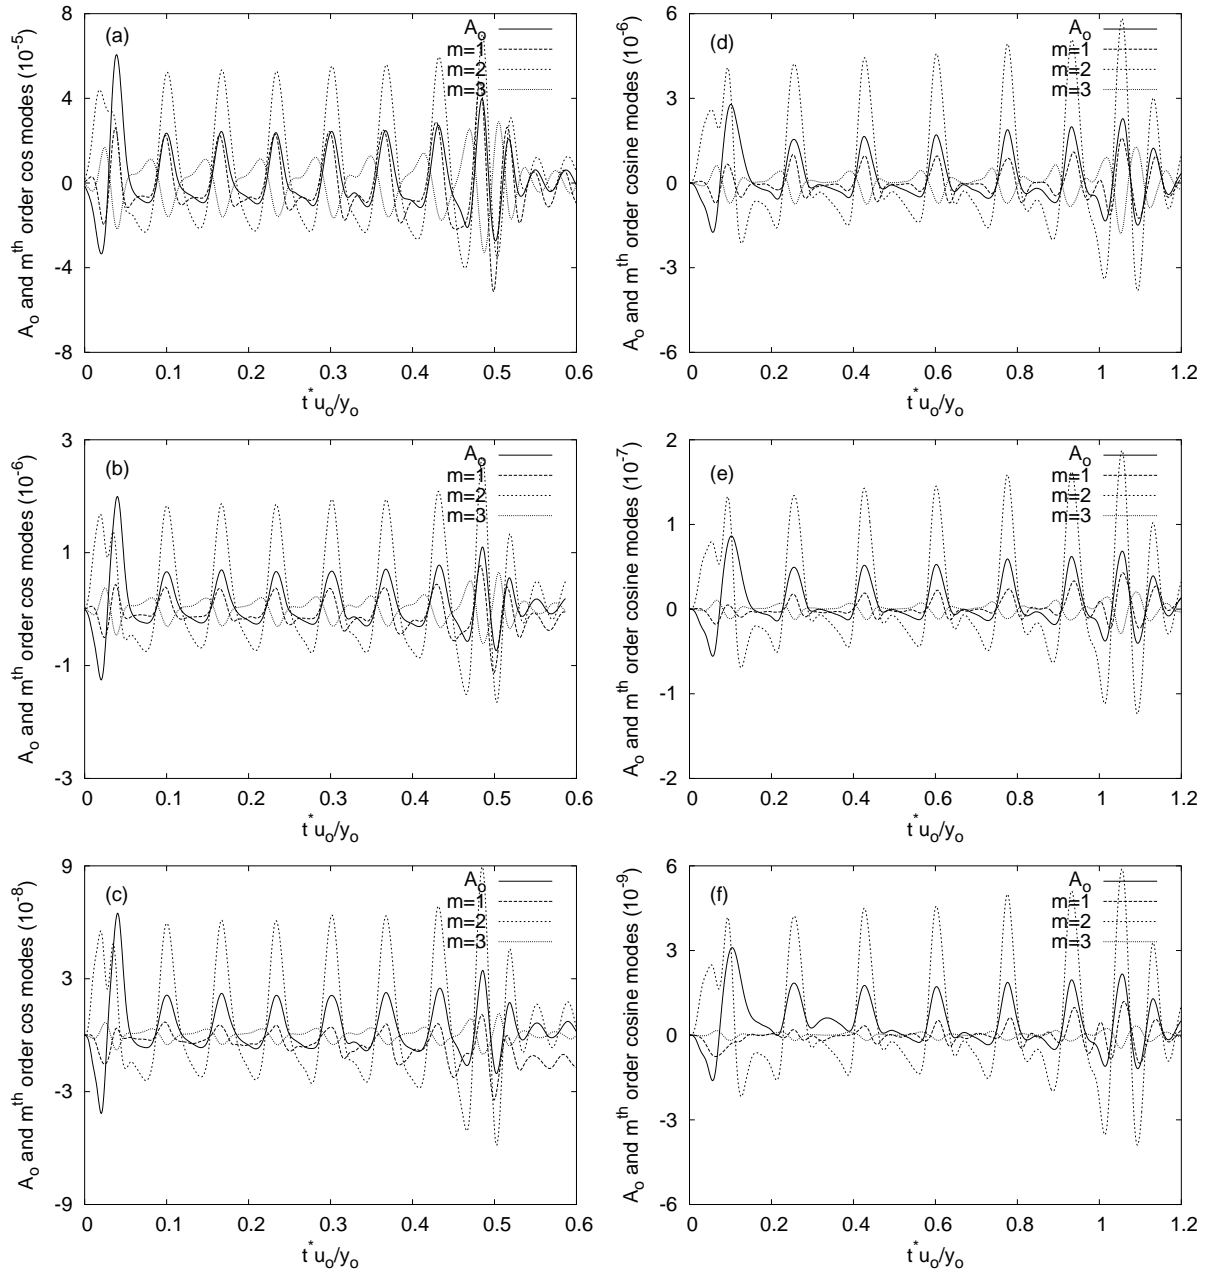 A_o and m^th order cos modes (10^-5)
(a)
A_o
m=1
m=2
m=3
8
4
0
-4
-8
0 0.1 0.2 0.3 0.4 0.5 0.6
t^* u_o/y_o
A_o and m^th order cosine modes (10^-6)
(d)
A_o
m=1
m=2
m=3
6
3
0
-3
-6
0 0.2 0.4 0.6 0.8 1 1.2
t^* u_o/y_o
A_o and m^th order cos modes (10^-6)
(b)
A_o
m=1
m=2
m=3
3
1
-1
-3
0 0.1 0.2 0.3 0.4 0.5 0.6
t^* u_o/y_o
A_o and m^th order cosine modes (10^-7)
(e)
A_o
m=1
m=2
m=3
2
1
0
-1
-2
0 0.2 0.4 0.6 0.8 1 1.2
t^* u_o/y_o
A_o and m^th order cos modes (10^-8)
(c)
A_o
m=1
m=2
m=3
9
3
-3
-9
0 0.1 0.2 0.3 0.4 0.5 0.6
t^* u_o/y_o
A_o and m^th order cosine modes (10^-9)
(f)
A_o
m=1
m=2
m=3
6
3
0
-3
-6
0 0.2 0.4 0.6 0.8 1 1.2
t^* u_o/y_o